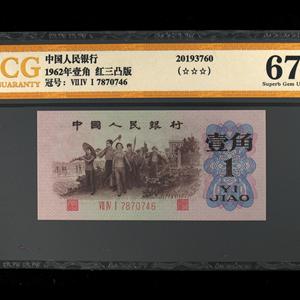 CG
GUARANTY
中国人民银行
1962年壹角 红三凸版
冠号: ⅦⅣ Ⅰ 7870746
20193760
(☆☆☆)
67
Superb Gem U
中国人民银行
壹角
1
YI
JIAO
ⅦⅣ Ⅰ 7870746